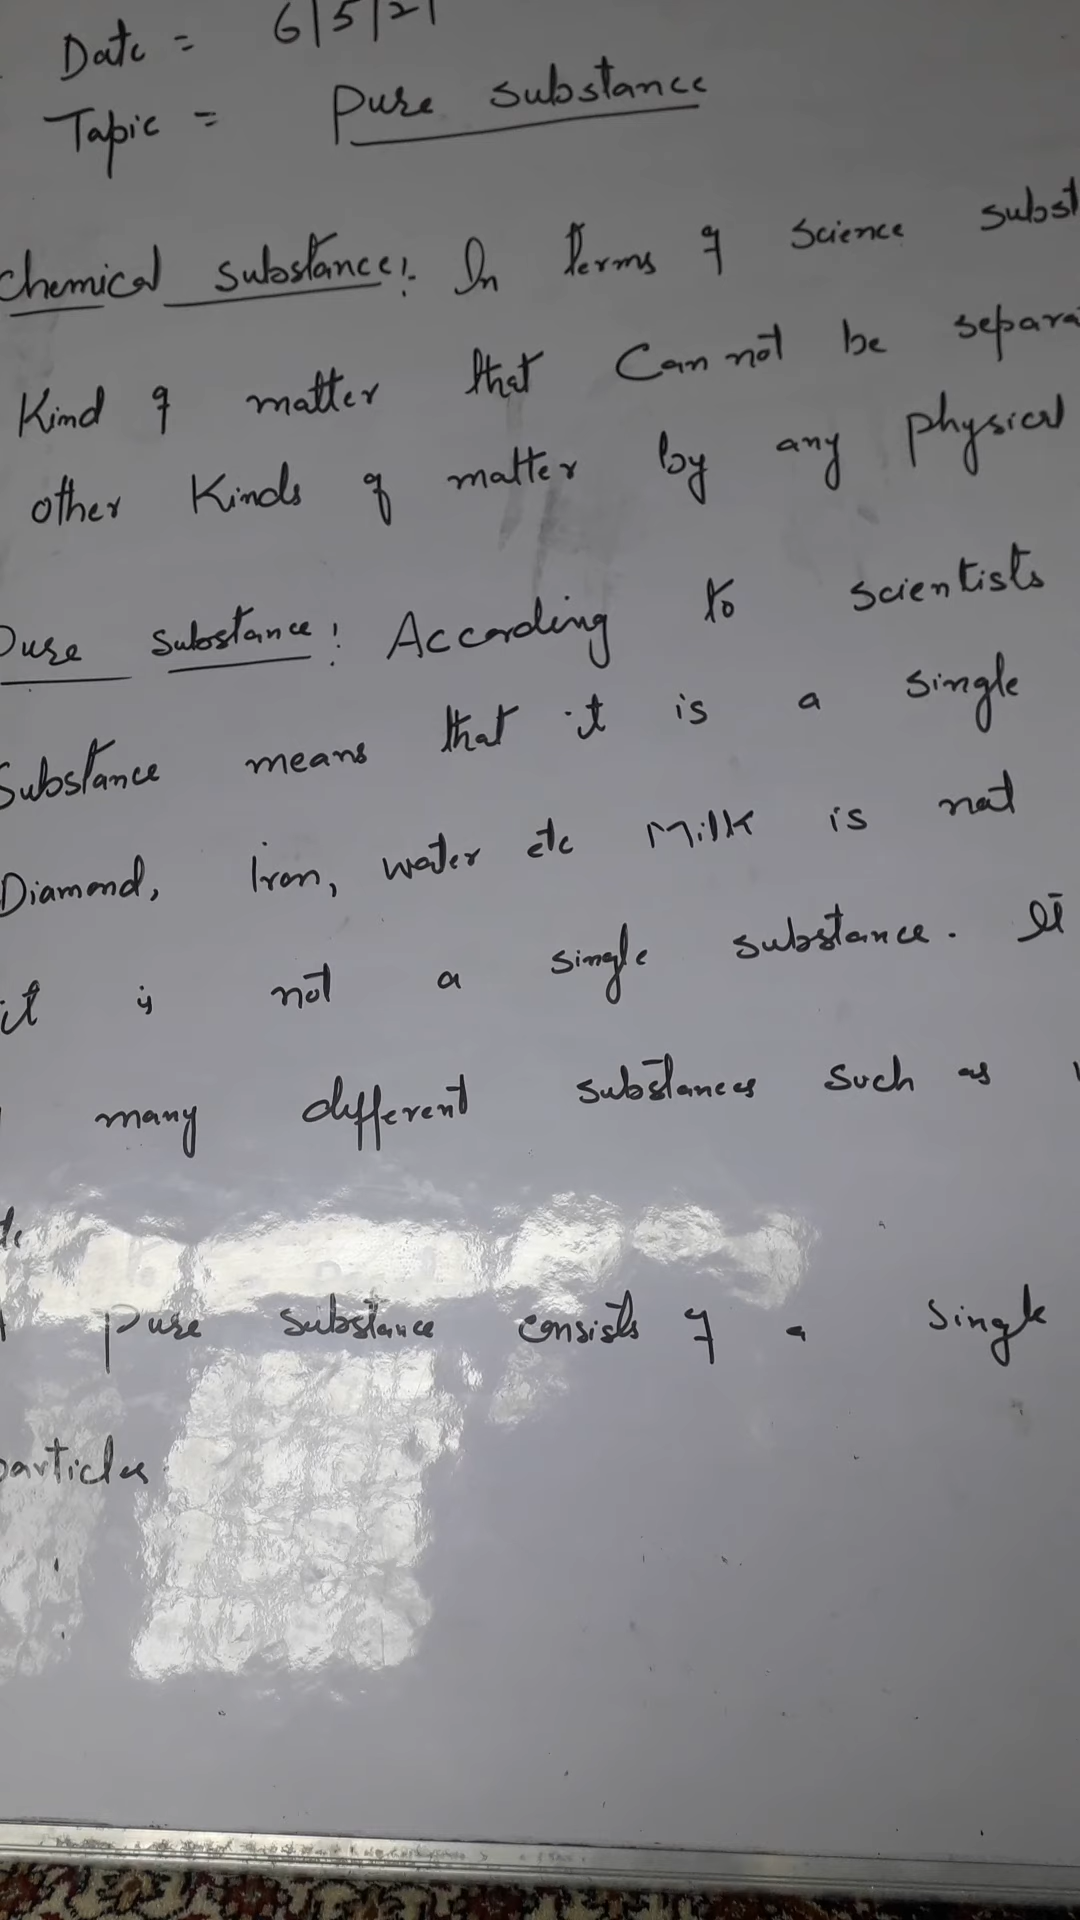 Date = 6/5/21
Tapic = Pure substance
Chemical substance:. In terms of science subst
Kind of matter that Can not be separa
other Kinds of matter by any physical
Pure substance: According to scientists
Substance means that it is a single
Diamond, iron, water etc Milk is not
it is not a single substance. It
many different substances such as
pure substance consists of a single
particles